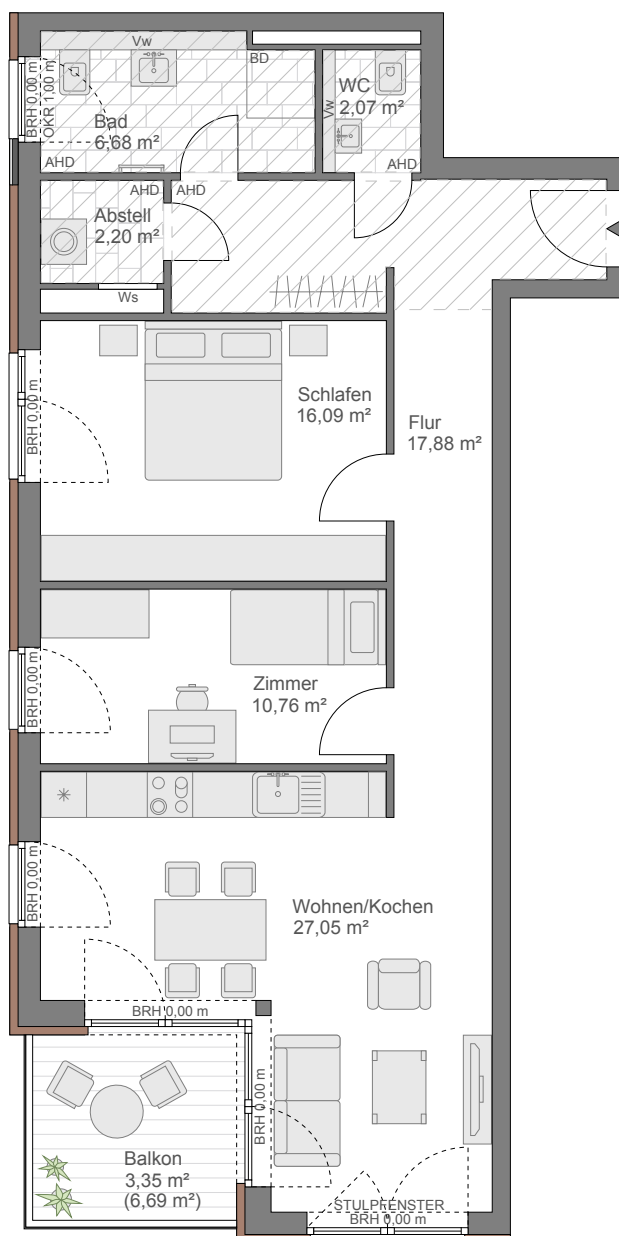 Vw
BD
BRH 0,00 m
ÖKR 1,00 m
Bad
6,68 m²
AHD
WC
2,07 m²
Vw
AHD
AHD
AHD
Abstell
2,20 m²
Ws
BRH 0,00 m
Schlafen
16,09 m²
Flur
17,88 m²
BRH 0,00 m
Zimmer
10,76 m²
BRH 0,00 m
Wohnen/Kochen
27,05 m²
BRH 0,00 m
BRH 0,00 m
Balkon
3,35 m²
(6,69 m²)
STULPFENSTER
BRH 0,00 m